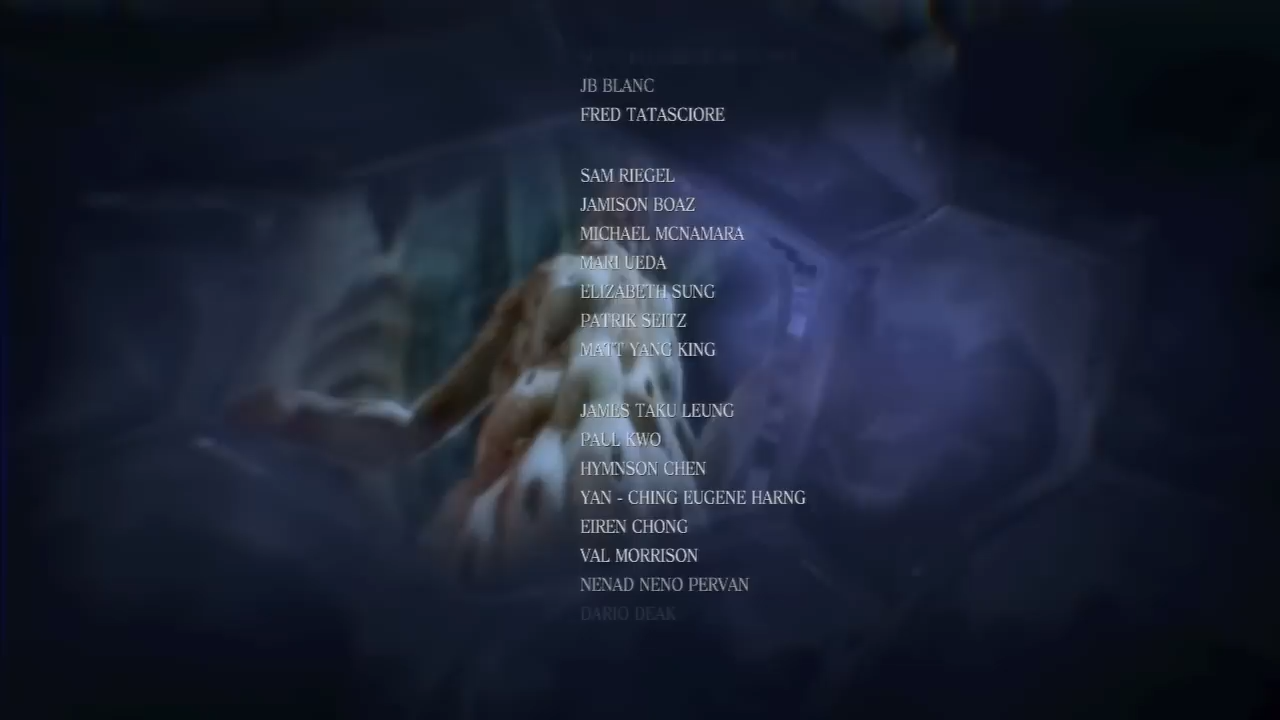 JB BLANC
FRED TATASCIORE
SAM RIEGEL
JAMISON BOAZ
MICHAEL MCNAMARA
MARI UEDA
ELIZABETH SUNG
PATRIK SEITZ
MATT YANG KING
JAMES TAKU LEUNG
PAUL KWO
HYMNSON CHEN
YAN - CHING EUGENE HARNG
EIREN CHONG
VAL MORRISON
NENAD NENO PERVAN
DARIO DEAK